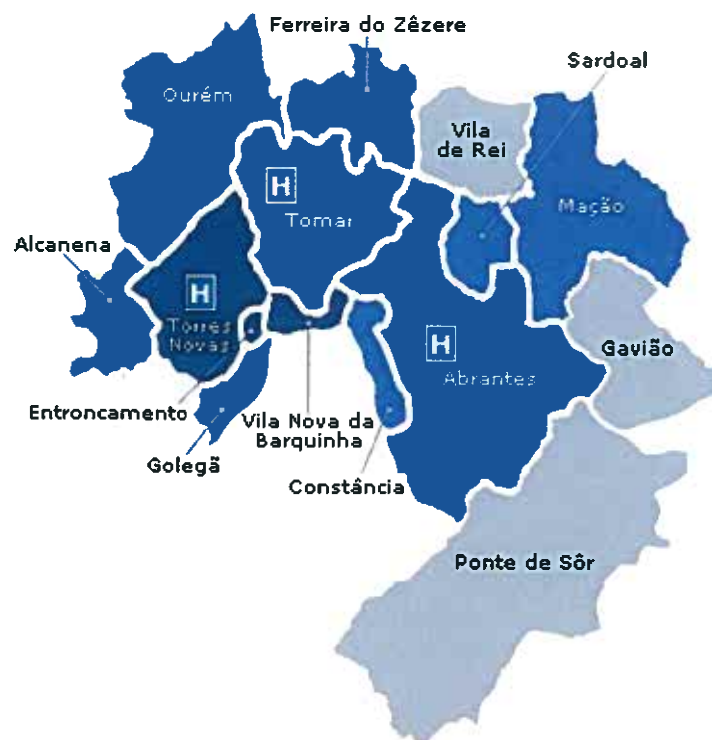 Ferreira do Zêzere
Sardoal
Ourém
Vila
de Rei
H
Tomar
Mação
Alcanena
H
Torres
Novas
H
Abrantes
Gavião
Entroncamento
Vila Nova da
Barquinha
Golegã
Constância
Ponte de Sôr